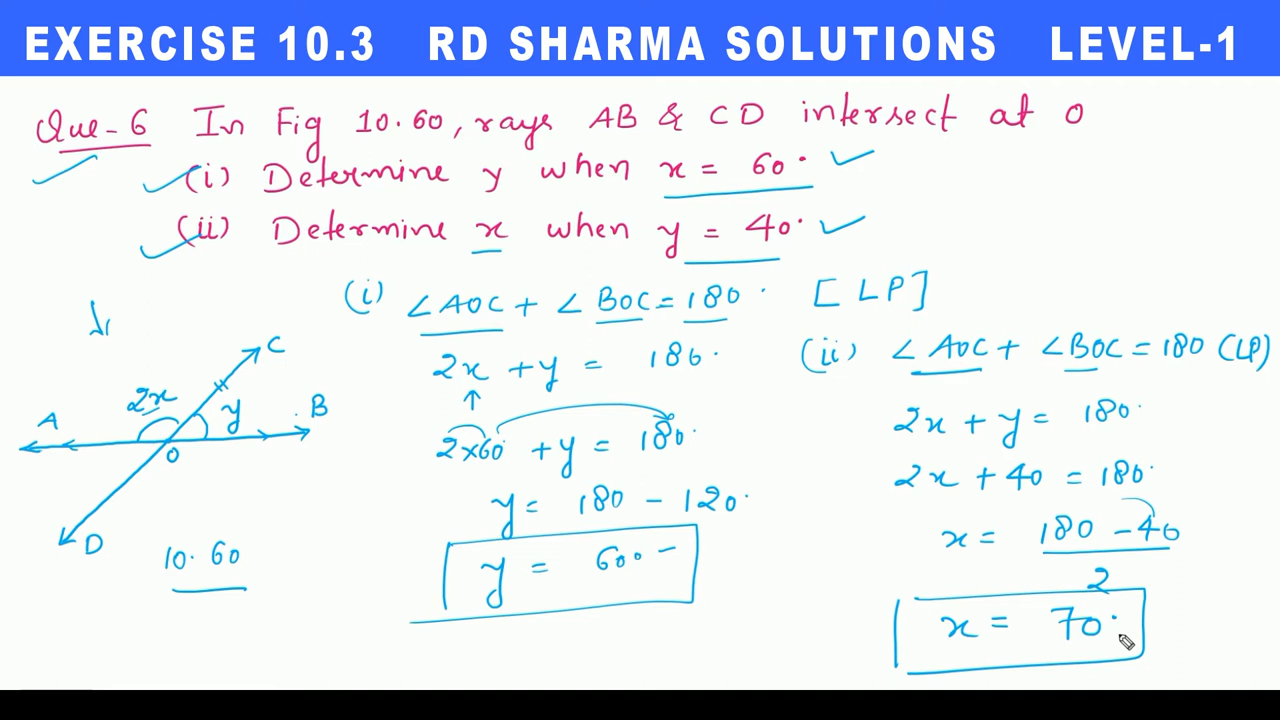 EXERCISE 10.3 RD SHARMA SOLUTIONS LEVEL-1
Que-6 In Fig 10.60, rays AB & CD intersect at O
(i) Determine y when x = 60°
(ii) Determine x when y = 40°
(i) ∠AOC + ∠BOC = 180° [LP]
2x + y = 180°
2×60° + y = 180°
y = 180 - 120°
y = 60°
(ii) ∠AOC + ∠BOC = 180 (LP)
2x + y = 180°
2x + 40 = 180°
x = 180 - 40
2
x = 70°
C
2x
y
A
B
O
D
10.60